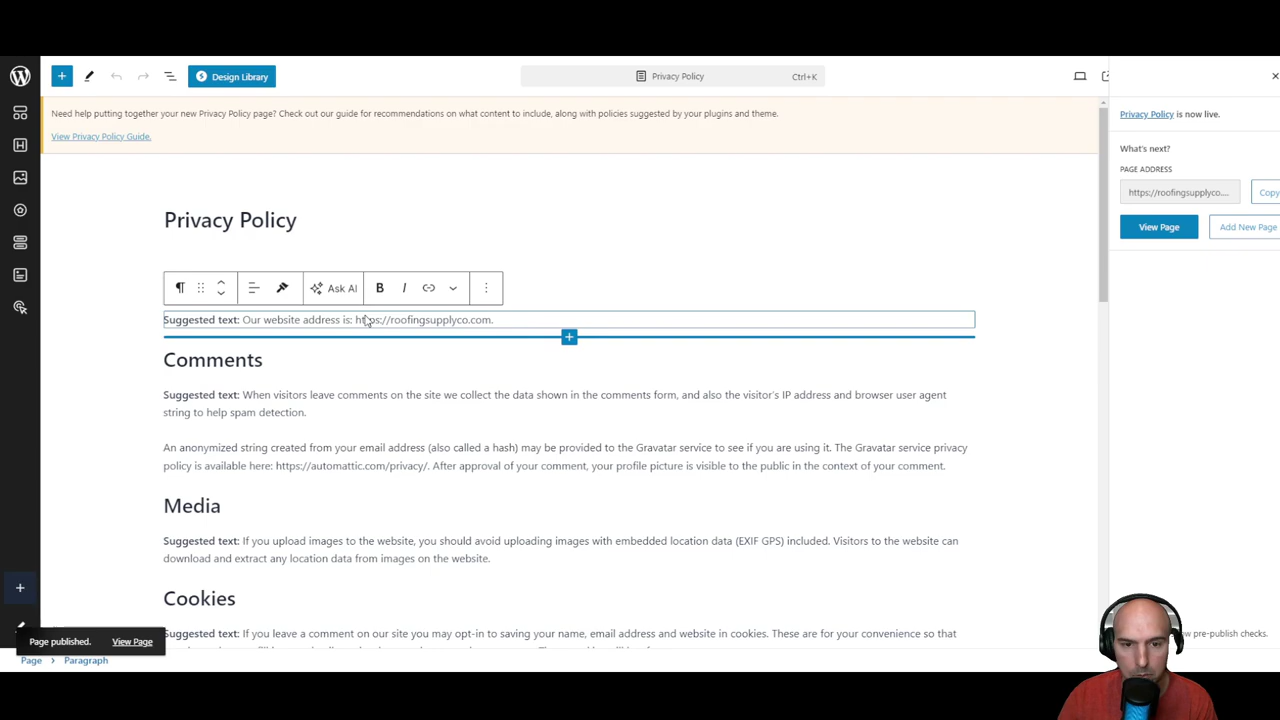 Design Library
Privacy Policy
Ctrl+K
Need help putting together your new Privacy Policy page? Check out our guide for recommendations on what content to include, along with policies suggested by your plugins and theme.
View Privacy Policy Guide.
Privacy Policy is now live.
What's next?
PAGE ADDRESS
https://roofingsupplyco....
Copy
View Page
Add New Page
Privacy Policy
Ask AI
B I
Suggested text: Our website address is: https://roofingsupplyco.com.
Comments
Suggested text: When visitors leave comments on the site we collect the data shown in the comments form, and also the visitor's IP address and browser user agent
string to help spam detection.
An anonymized string created from your email address (also called a hash) may be provided to the Gravatar service to see if you are using it. The Gravatar service privacy
policy is available here: https://automattic.com/privacy/. After approval of your comment, your profile picture is visible to the public in the context of your comment.
Media
Suggested text: If you upload images to the website, you should avoid uploading images with embedded location data (EXIF GPS) included. Visitors to the website can
download and extract any location data from images on the website.
Cookies
Suggested text: If you leave a comment on our site you may opt-in to saving your name, email address and website in cookies. These are for your convenience so that
Page published. View Page
pre-publish checks.
Page > Paragraph